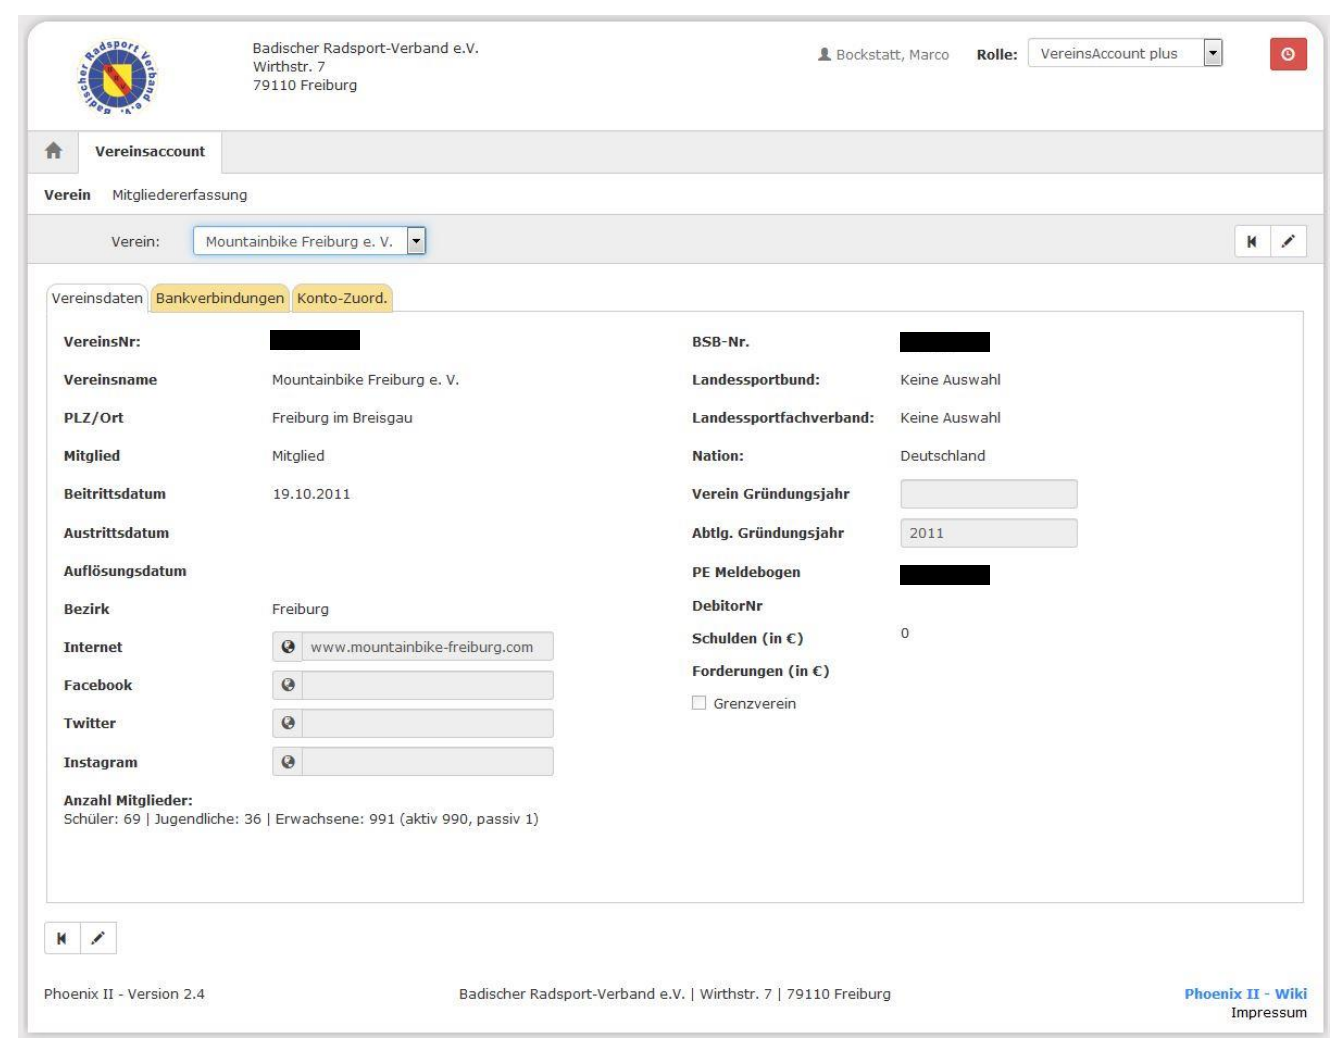 Badischer Radsport Verband e.V.
Badischer Radsport-Verband e.V.
Wirthstr. 7
79110 Freiburg
Bockstatt, Marco Rolle: VereinsAccount plus
Vereinsaccount
Verein Mitgliedererfassung
Verein: Mountainbike Freiburg e. V.
Vereinsdaten Bankverbindungen Konto-Zuord.
VereinsNr:
BSB-Nr.
Vereinsname Mountainbike Freiburg e. V.
Landessportbund: Keine Auswahl
PLZ/Ort Freiburg im Breisgau
Landessportfachverband: Keine Auswahl
Mitglied Mitglied
Nation: Deutschland
Beitrittsdatum 19.10.2011
Verein Gründungsjahr
Austrittsdatum
Abtlg. Gründungsjahr 2011
Auflösungsdatum
PE Meldebogen
Bezirk Freiburg
DebitorNr
Internet www.mountainbike-freiburg.com
Schulden (in €) 0
Facebook
Forderungen (in €)
Twitter
Grenzverein
Instagram
Anzahl Mitglieder:
Schüler: 69 | Jugendliche: 36 | Erwachsene: 991 (aktiv 990, passiv 1)
Phoenix II - Version 2.4
Badischer Radsport-Verband e.V. | Wirthstr. 7 | 79110 Freiburg
Phoenix II - Wiki
Impressum